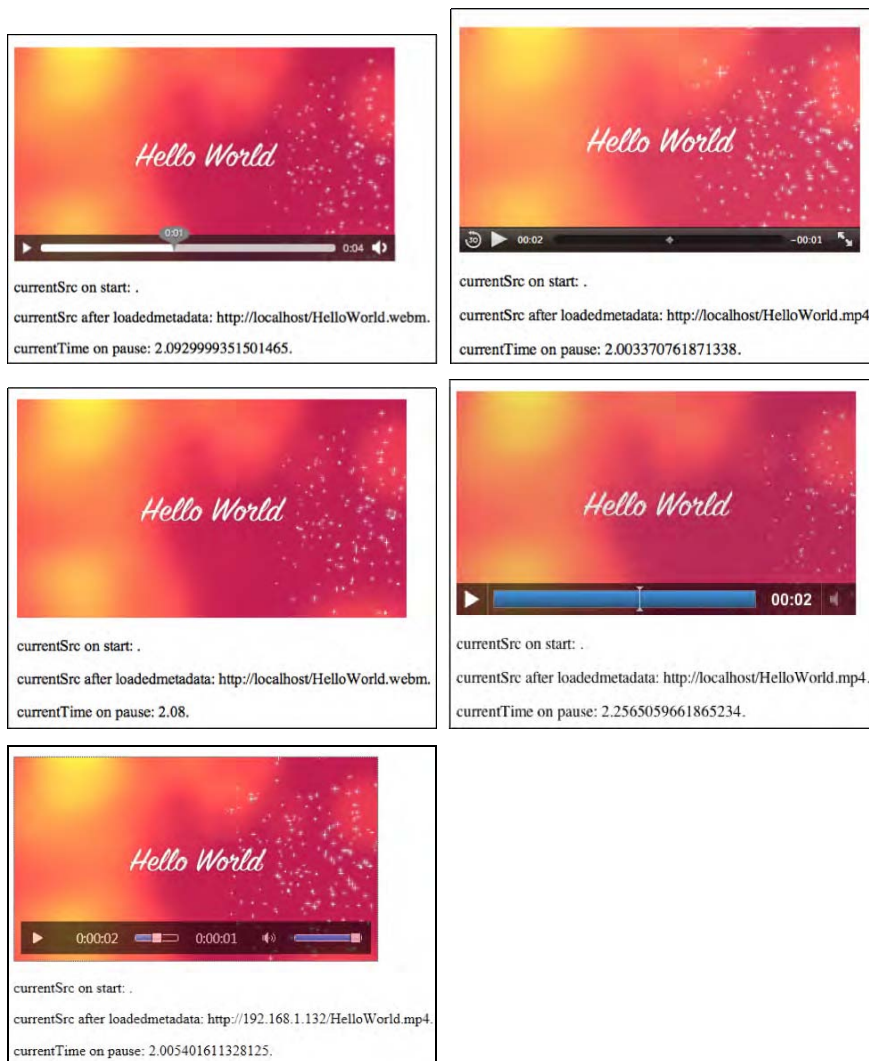 Hello World
0:01
0:04
currentSrc on start: .
currentSrc after loadedmetadata: http://localhost/HelloWorld.webm.
currentTime on pause: 2.0929999351501465.
Hello World
30
00:02
-00:01
currentSrc on start: .
currentSrc after loadedmetadata: http://localhost/HelloWorld.mp4
currentTime on pause: 2.003370761871338.
Hello World
currentSrc on start: .
currentSrc after loadedmetadata: http://localhost/HelloWorld.webm.
currentTime on pause: 2.08.
Hello World
00:02
currentSrc on start: .
currentSrc after loadedmetadata: http://localhost/HelloWorld.mp4.
currentTime on pause: 2.2565059661865234.
Hello World
0:00:02
0:00:01
currentSrc on start: .
currentSrc after loadedmetadata: http://192.168.1.132/HelloWorld.mp4.
currentTime on pause: 2.005401611328125.